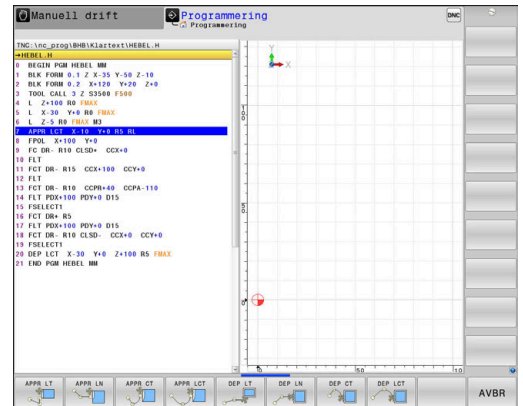 Manuell drift
Programmering
Programmering
DNC
TNC:\nc_prog\BHB\Klartext\HEBEL.H
→HEBEL.H
0 BEGIN PGM HEBEL MM
1 BLK FORM 0.1 Z X-35 Y-50 Z-10
2 BLK FORM 0.2 X+120 Y+20 Z+0
3 TOOL CALL 3 Z S3500 F500
4 L Z+100 R0 FMAX
5 L X-30 Y+0 R0 FMAX
6 L Z-5 R0 FMAX M3
7 APPR LCT X-10 Y+0 R5 RL
8 FPOL X+100 Y+0
9 FC DR- R10 CLSD+ CCX+0
10 FLT
11 FCT DR- R15 CCX+100 CCY+0
12 FLT
13 FCT DR- R10 CCPR+40 CCPA-110
14 FLT PDX+100 PDY+0 D15
15 FSELECT1
16 FCT DR+ R5
17 FLT PDX+100 PDY+0 D15
18 FCT DR- R10 CLSD- CCX+0 CCY+0
19 FSELECT1
20 DEP LCT X-30 Y+0 Z+100 R5 FMAX
21 END PGM HEBEL MM
Y
X
100
50
0
0 50 10
APPR LT APPR LN APPR CT APPR LCT DEP LT DEP LN DEP CT DEP LCT
AVBR